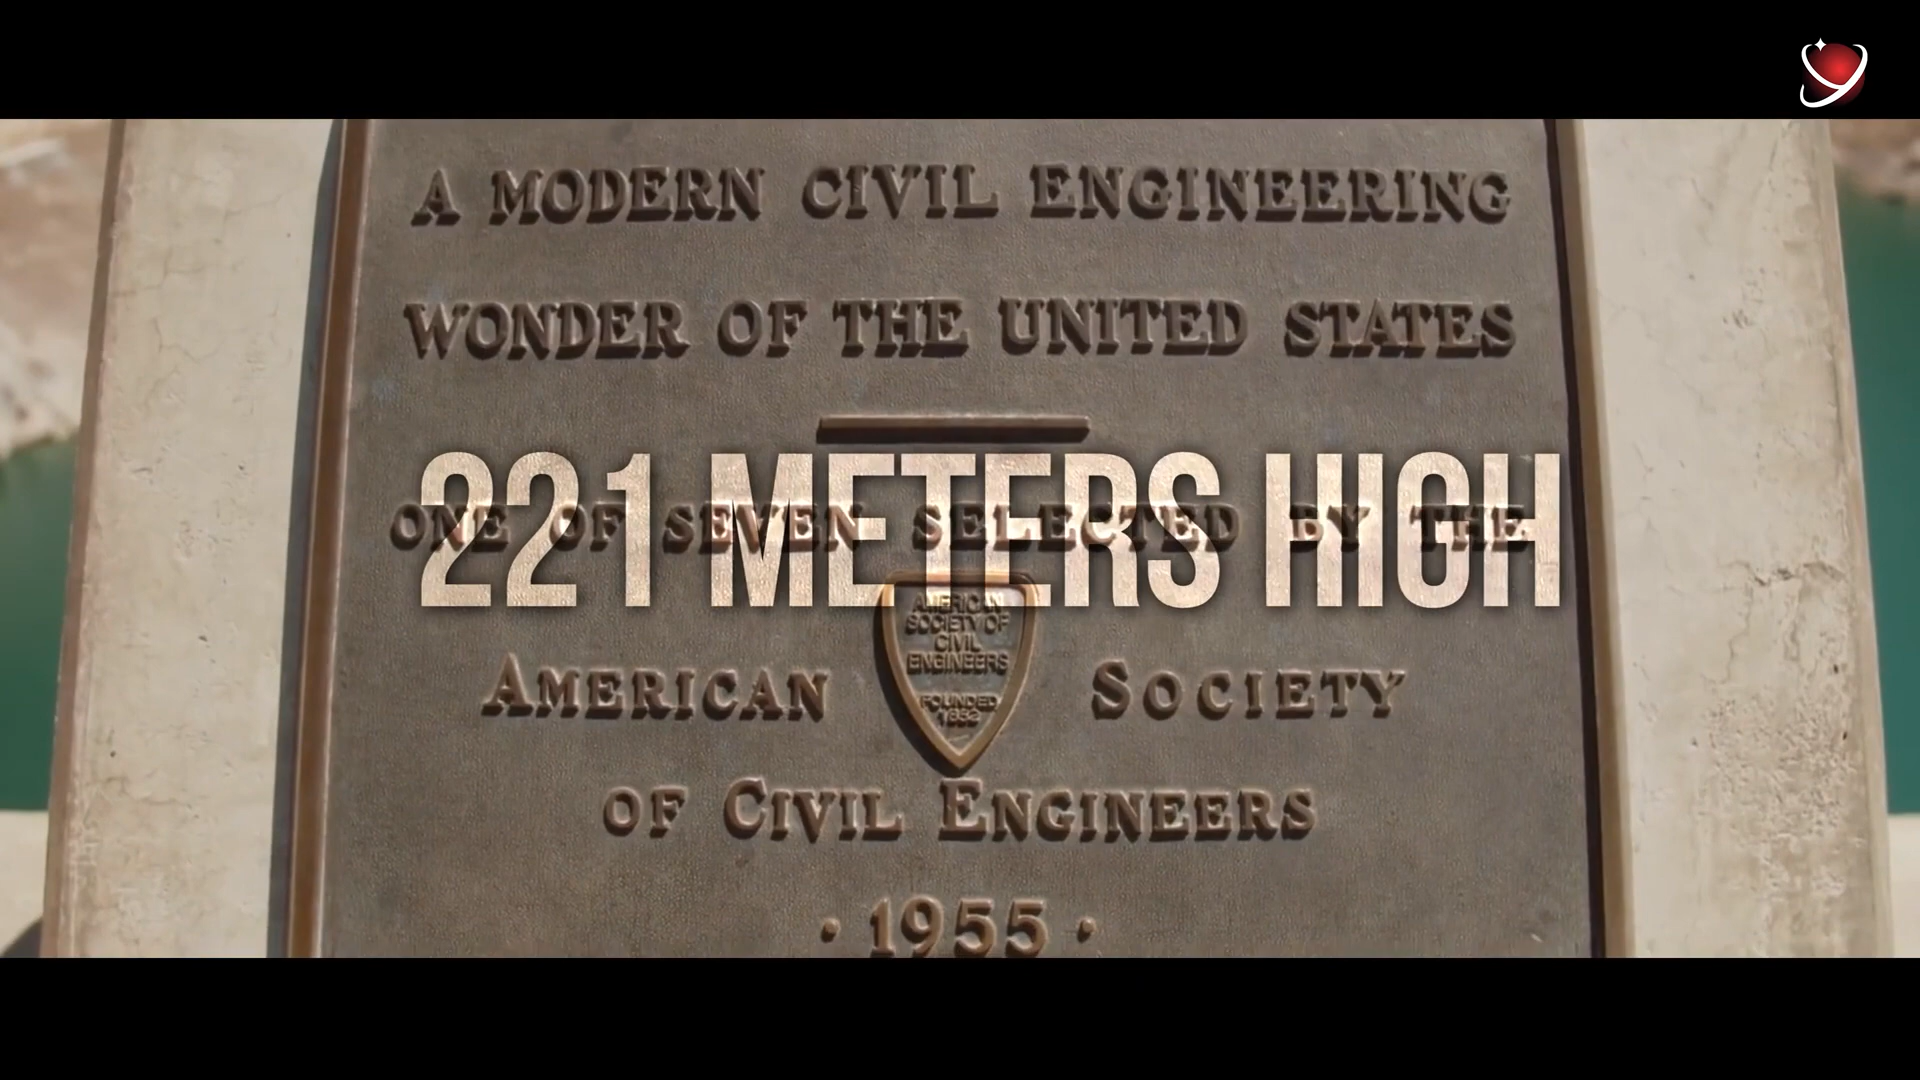 A MODERN CIVIL ENGINEERING
WONDER OF THE UNITED STATES
221 METERS HIGH
ONE OF SEVEN SELECTED BY THE
AMERICAN
SOCIETY OF
CIVIL
ENGINEERS
FOUNDED
1852
AMERICAN SOCIETY
OF CIVIL ENGINEERS
· 1955 ·